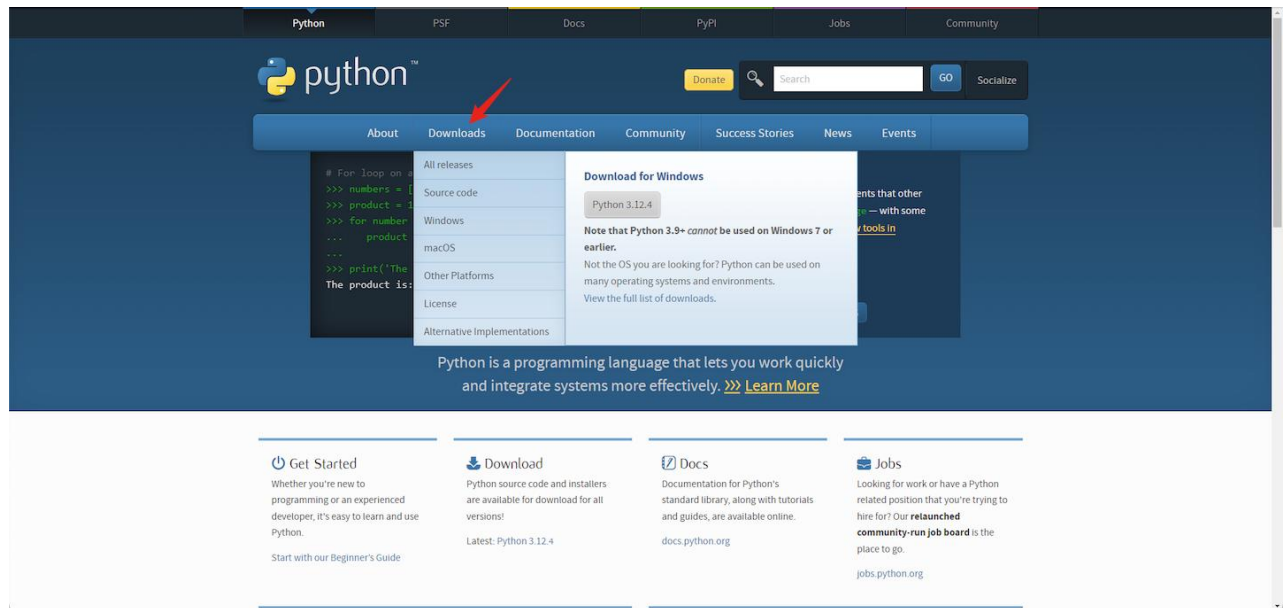 Python PSF Docs PyPI Jobs Community
python™
Donate Search GO Socialize
About Downloads Documentation Community Success Stories News Events
# For loop on a
>>> numbers = [
>>> product = 1
>>> for number
... product
...
>>> print('The
The product is:
All releases
Source code
Windows
macOS
Other Platforms
License
Alternative Implementations
Download for Windows
Python 3.12.4
Note that Python 3.9+ cannot be used on Windows 7 or
earlier.
Not the OS you are looking for? Python can be used on
many operating systems and environments.
View the full list of downloads.
that other
— with some
tools in
Python is a programming language that lets you work quickly
and integrate systems more effectively. >>> Learn More
Get Started
Whether you're new to
programming or an experienced
developer, it's easy to learn and use
Python.
Start with our Beginner's Guide
Download
Python source code and installers
are available for download for all
versions!
Latest: Python 3.12.4
Docs
Documentation for Python's
standard library, along with tutorials
and guides, are available online.
docs.python.org
Jobs
Looking for work or have a Python
related position that you're trying to
hire for? Our relaunched
community-run job board is the
place to go.
jobs.python.org